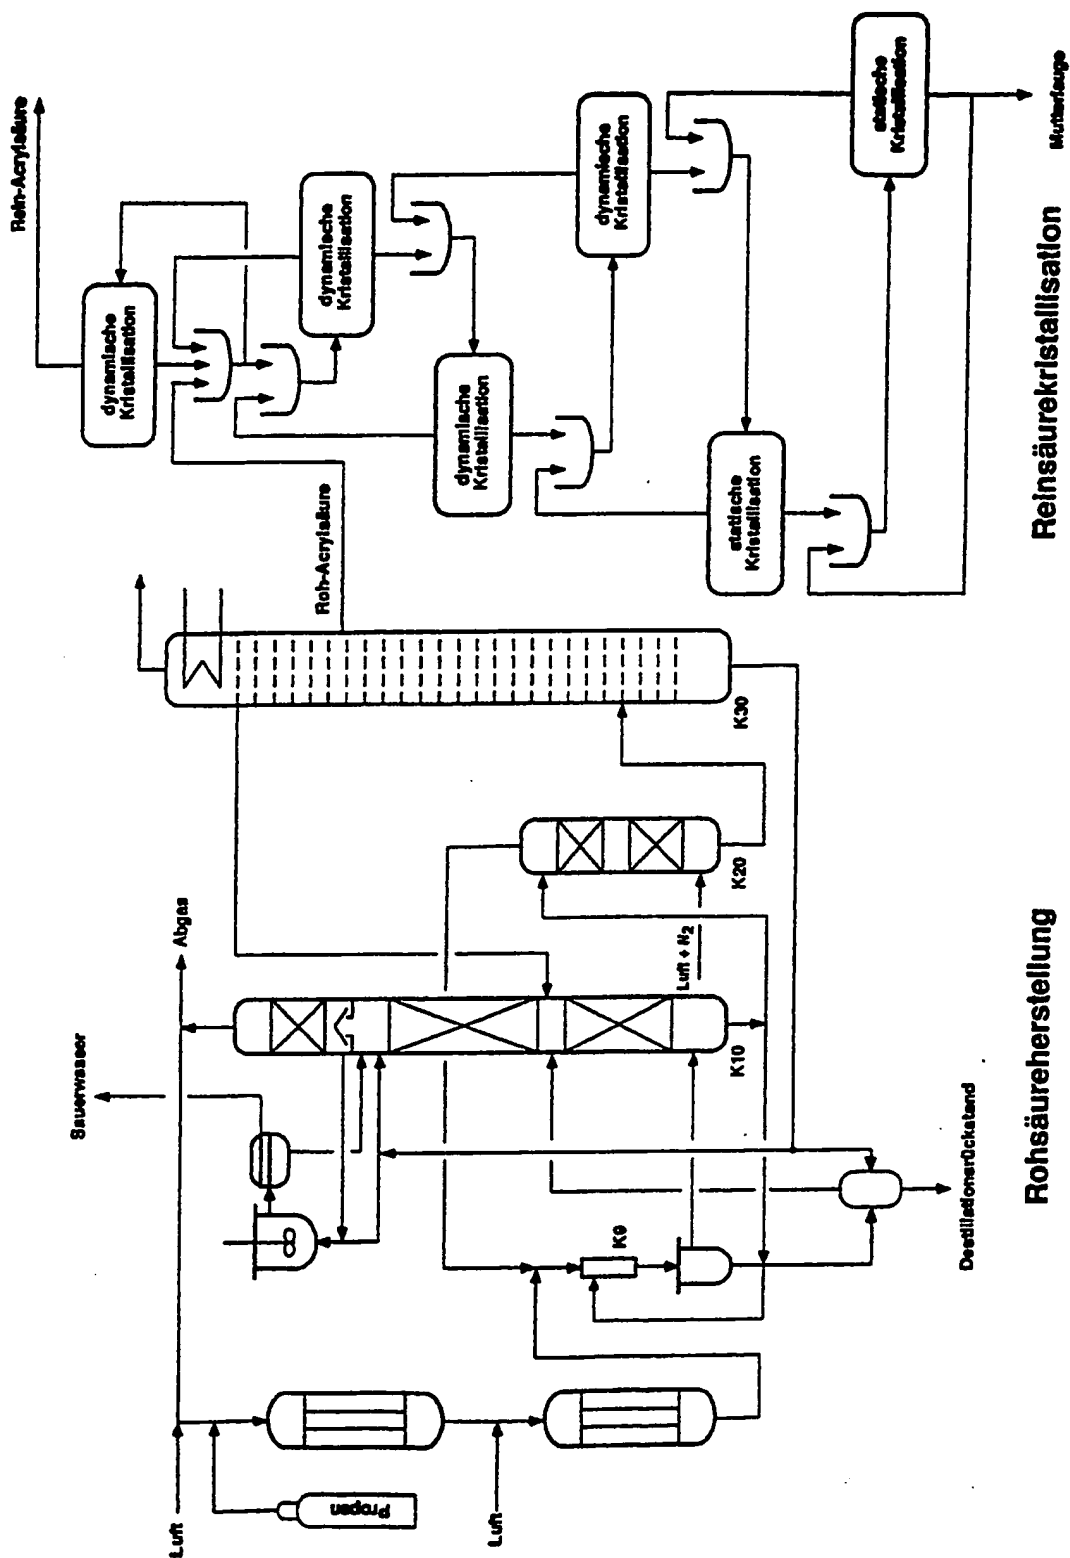 Luft
Propan
Luft
Sauerwasser
Abgas
K9
K10
Luft + N2
K20
K30
Destillationsrückstand
Roh-Acrylsäure
Rein-Acrylsäure
dynamische
Kristallisation
dynamische
Kristallisation
dynamische
Kristallisation
dynamische
Kristallisation
statische
Kristallisation
statische
Kristallisation
Mutterlauge
Rohsäureherstellung
Reinsäurekristallisation